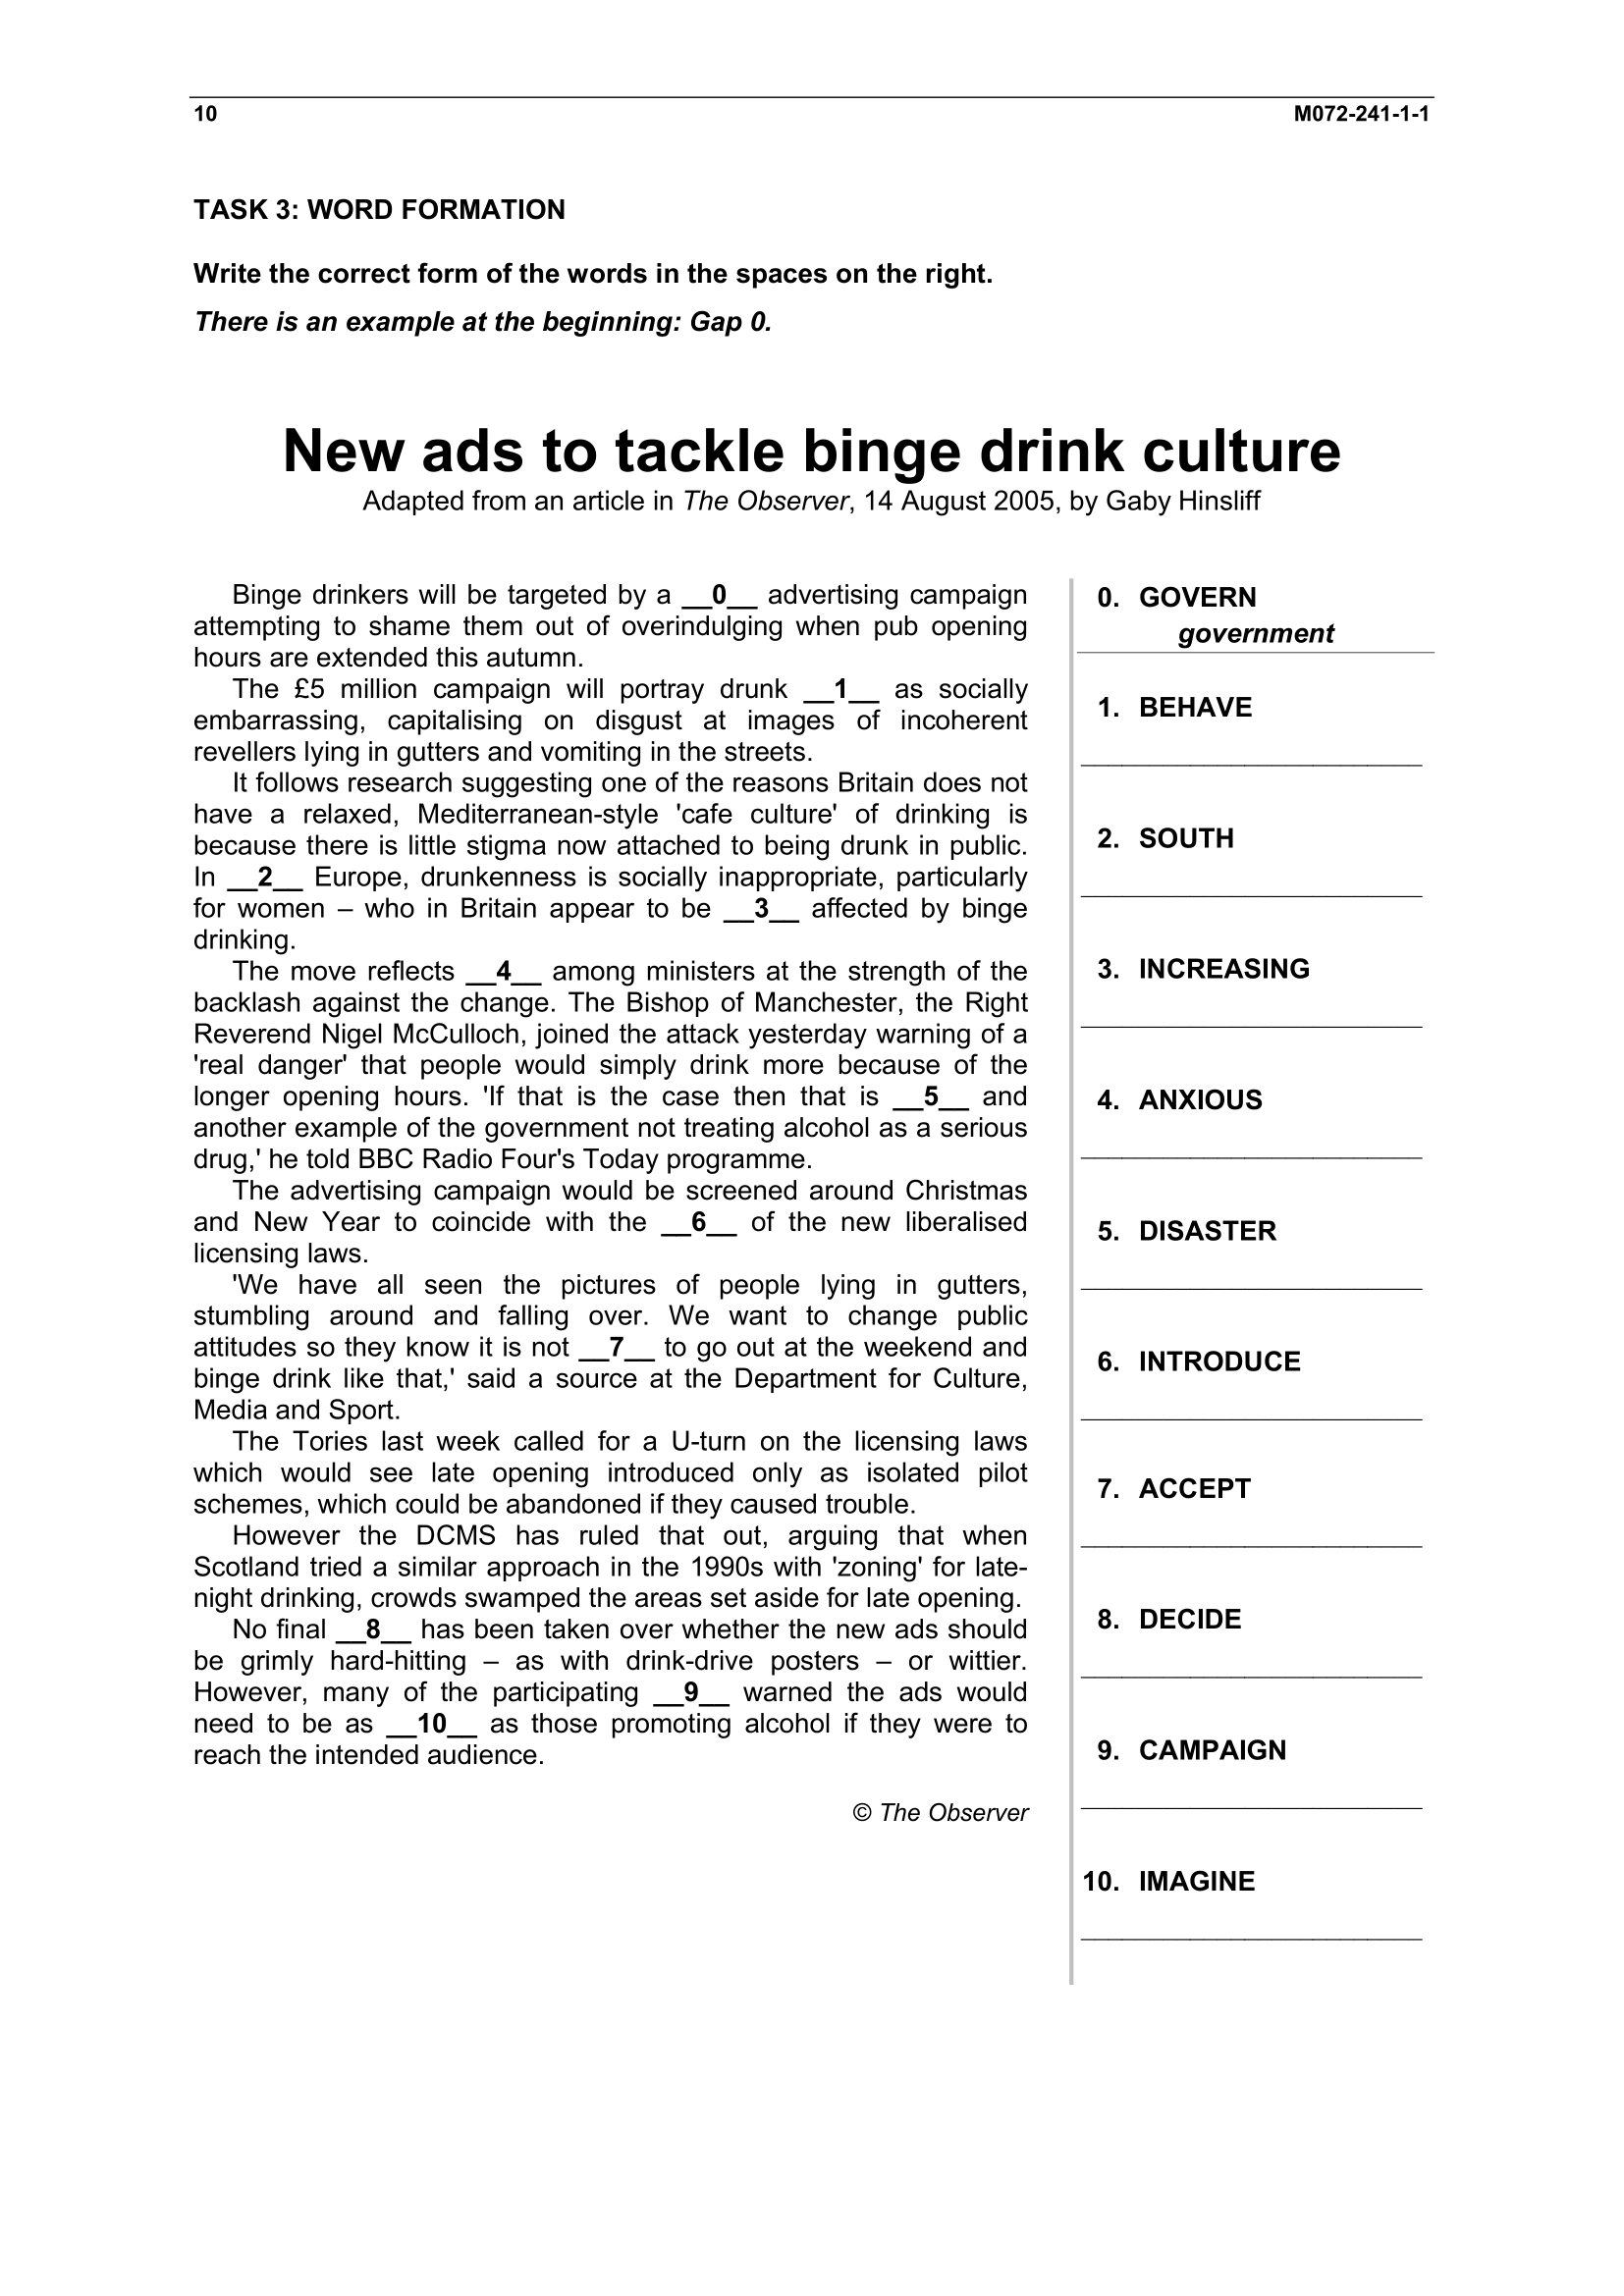 10 M072-241-1-1
TASK 3: WORD FORMATION
Write the correct form of the words in the spaces on the right.
There is an example at the beginning: Gap 0.
New ads to tackle binge drink culture
Adapted from an article in The Observer, 14 August 2005, by Gaby Hinsliff
Binge drinkers will be targeted by a __0__ advertising campaign
attempting to shame them out of overindulging when pub opening
hours are extended this autumn.
The £5 million campaign will portray drunk __1__ as socially
embarrassing, capitalising on disgust at images of incoherent
revellers lying in gutters and vomiting in the streets.
It follows research suggesting one of the reasons Britain does not
have a relaxed, Mediterranean-style 'cafe culture' of drinking is
because there is little stigma now attached to being drunk in public.
In __2__ Europe, drunkenness is socially inappropriate, particularly
for women – who in Britain appear to be __3__ affected by binge
drinking.
The move reflects __4__ among ministers at the strength of the
backlash against the change. The Bishop of Manchester, the Right
Reverend Nigel McCulloch, joined the attack yesterday warning of a
'real danger' that people would simply drink more because of the
longer opening hours. 'If that is the case then that is __5__ and
another example of the government not treating alcohol as a serious
drug,' he told BBC Radio Four's Today programme.
The advertising campaign would be screened around Christmas
and New Year to coincide with the __6__ of the new liberalised
licensing laws.
'We have all seen the pictures of people lying in gutters,
stumbling around and falling over. We want to change public
attitudes so they know it is not __7__ to go out at the weekend and
binge drink like that,' said a source at the Department for Culture,
Media and Sport.
The Tories last week called for a U-turn on the licensing laws
which would see late opening introduced only as isolated pilot
schemes, which could be abandoned if they caused trouble.
However the DCMS has ruled that out, arguing that when
Scotland tried a similar approach in the 1990s with 'zoning' for late-
night drinking, crowds swamped the areas set aside for late opening.
No final __8__ has been taken over whether the new ads should
be grimly hard-hitting – as with drink-drive posters – or wittier.
However, many of the participating __9__ warned the ads would
need to be as __10__ as those promoting alcohol if they were to
reach the intended audience.
© The Observer
0. GOVERN
government
1. BEHAVE
2. SOUTH
3. INCREASING
4. ANXIOUS
5. DISASTER
6. INTRODUCE
7. ACCEPT
8. DECIDE
9. CAMPAIGN
10. IMAGINE